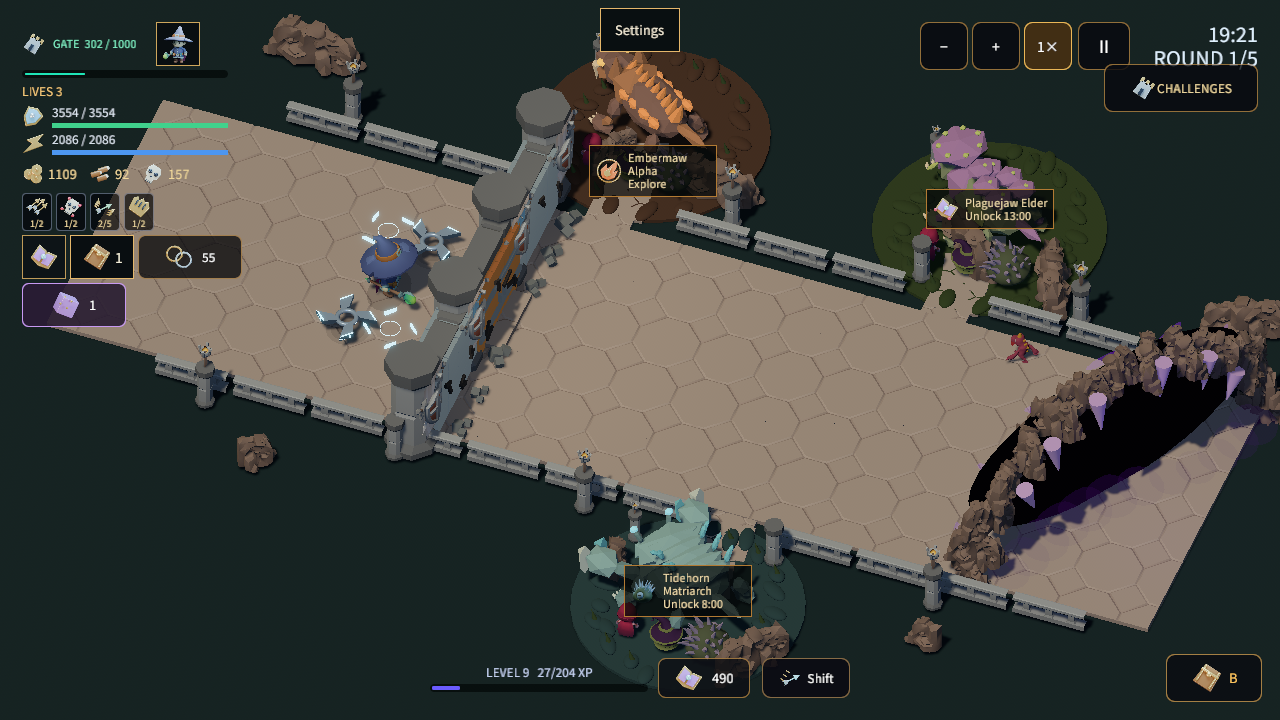 Settings
GATE 302 / 1000
LIVES 3
3554 / 3554
2086 / 2086
1109 92 157
1/2 1/2 2/5 1/2
1 55
1
− + 1× II
19:21
ROUND 1/5
CHALLENGES
Embermaw
Alpha
Explore
Plaguejaw Elder
Unlock 13:00
Tidehorn
Matriarch
Unlock 8:00
LEVEL 9 27/204 XP
490
Shift
B